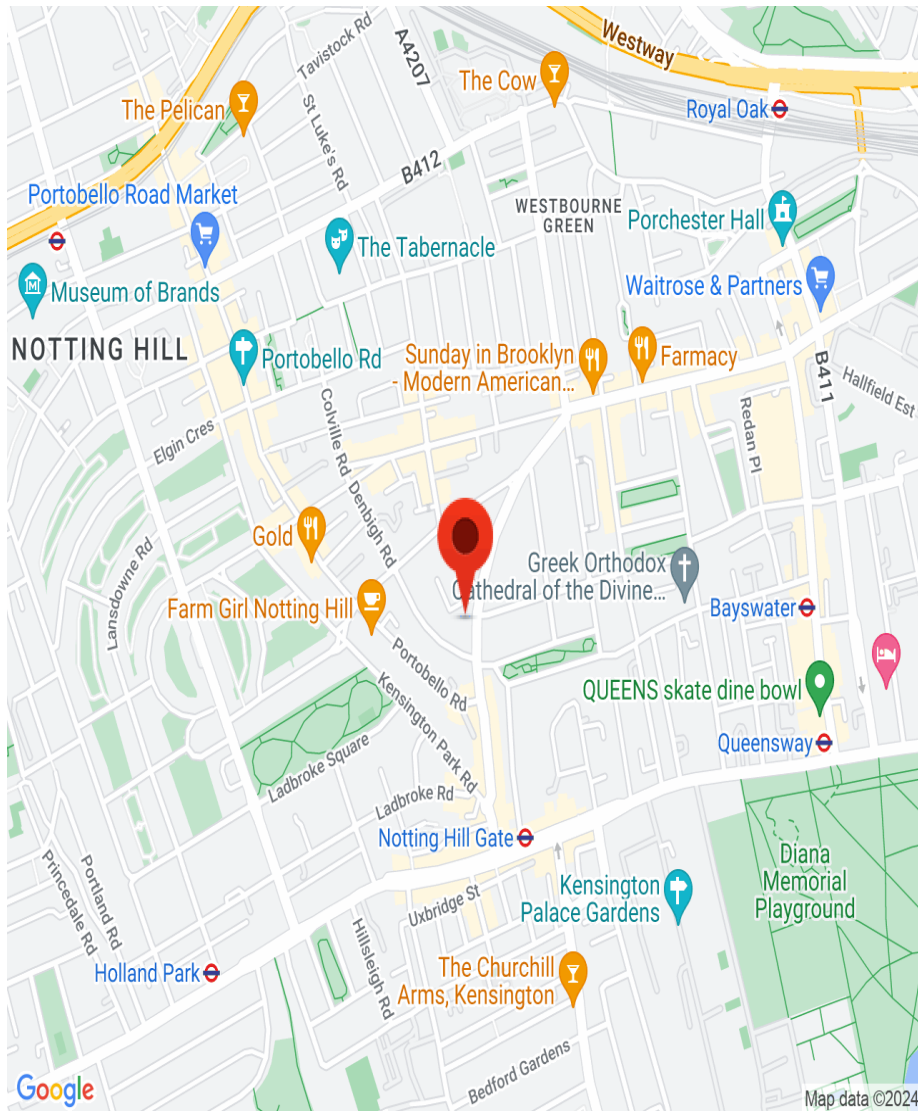 Tavistock Rd
A4207
Westway
The Cow
The Pelican
St Luke's Rd
Royal Oak
B412
Portobello Road Market
WESTBOURNE
GREEN
Porchester Hall
The Tabernacle
Museum of Brands
Waitrose & Partners
NOTTING HILL
Portobello Rd
Sunday in Brooklyn
- Modern American...
Farmacy
B411
Hallfield Est
Colville Rd
Redan Pl
Elgin Cres
Denbigh Rd
Gold
Lansdowne Rd
Greek Orthodox
Cathedral of the Divine...
Farm Girl Notting Hill
Bayswater
Portobello Rd
Kensington Park Rd
QUEENS skate dine bowl
Queensway
Ladbroke Square
Ladbroke Rd
Notting Hill Gate
Diana
Memorial
Playground
Princedale Rd
Portland Rd
Kensington
Palace Gardens
Uxbridge St
Hillsleigh Rd
Holland Park
The Churchill
Arms, Kensington
Bedford Gardens
Google
Map data ©2024